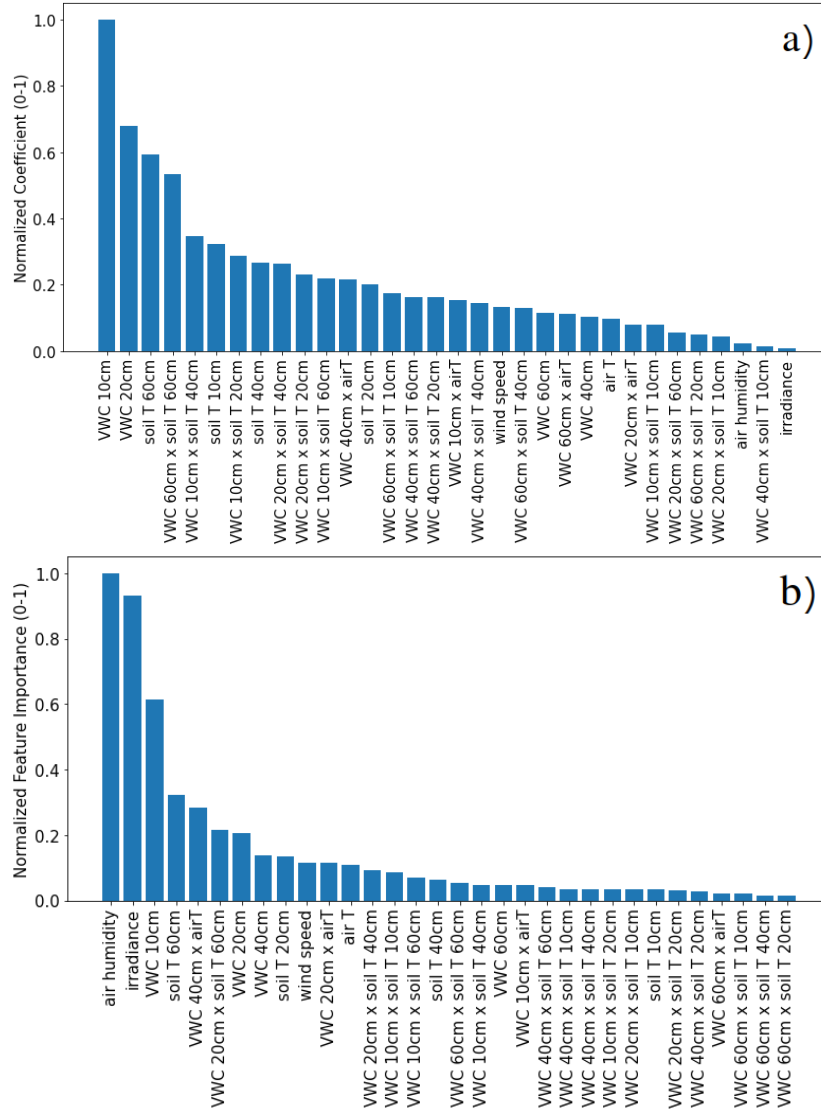 a)
Normalized Coefficient (0-1)
1.0
0.8
0.6
0.4
0.2
0.0
VWC 10cm
VWC 20cm
soil T 60cm
VWC 60cm x soil T 60cm
VWC 10cm x soil T 40cm
soil T 10cm
VWC 10cm x soil T 20cm
soil T 40cm
VWC 20cm x soil T 40cm
VWC 20cm x soil T 20cm
VWC 10cm x soil T 60cm
VWC 40cm x airT
soil T 20cm
VWC 60cm x soil T 10cm
VWC 40cm x soil T 60cm
VWC 40cm x soil T 20cm
VWC 10cm x airT
VWC 40cm x soil T 40cm
wind speed
VWC 60cm x soil T 40cm
VWC 60cm
VWC 60cm x airT
VWC 40cm
air T
VWC 20cm x airT
VWC 10cm x soil T 10cm
VWC 20cm x soil T 60cm
VWC 60cm x soil T 20cm
VWC 20cm x soil T 10cm
air humidity
VWC 40cm x soil T 10cm
irradiance
b)
Normalized Feature Importance (0-1)
1.0
0.8
0.6
0.4
0.2
0.0
air humidity
irradiance
VWC 10cm
soil T 60cm
VWC 40cm x airT
VWC 20cm x soil T 60cm
VWC 20cm
VWC 40cm
soil T 20cm
wind speed
VWC 20cm x airT
air T
VWC 20cm x soil T 40cm
VWC 10cm x soil T 10cm
VWC 10cm x soil T 60cm
soil T 40cm
VWC 60cm x soil T 60cm
VWC 10cm x soil T 40cm
VWC 60cm
VWC 10cm x airT
VWC 40cm x soil T 60cm
VWC 40cm x soil T 10cm
VWC 40cm x soil T 40cm
VWC 10cm x soil T 20cm
VWC 20cm x soil T 10cm
soil T 10cm
VWC 20cm x soil T 20cm
VWC 40cm x soil T 20cm
VWC 60cm x airT
VWC 60cm x soil T 10cm
VWC 60cm x soil T 40cm
VWC 60cm x soil T 20cm